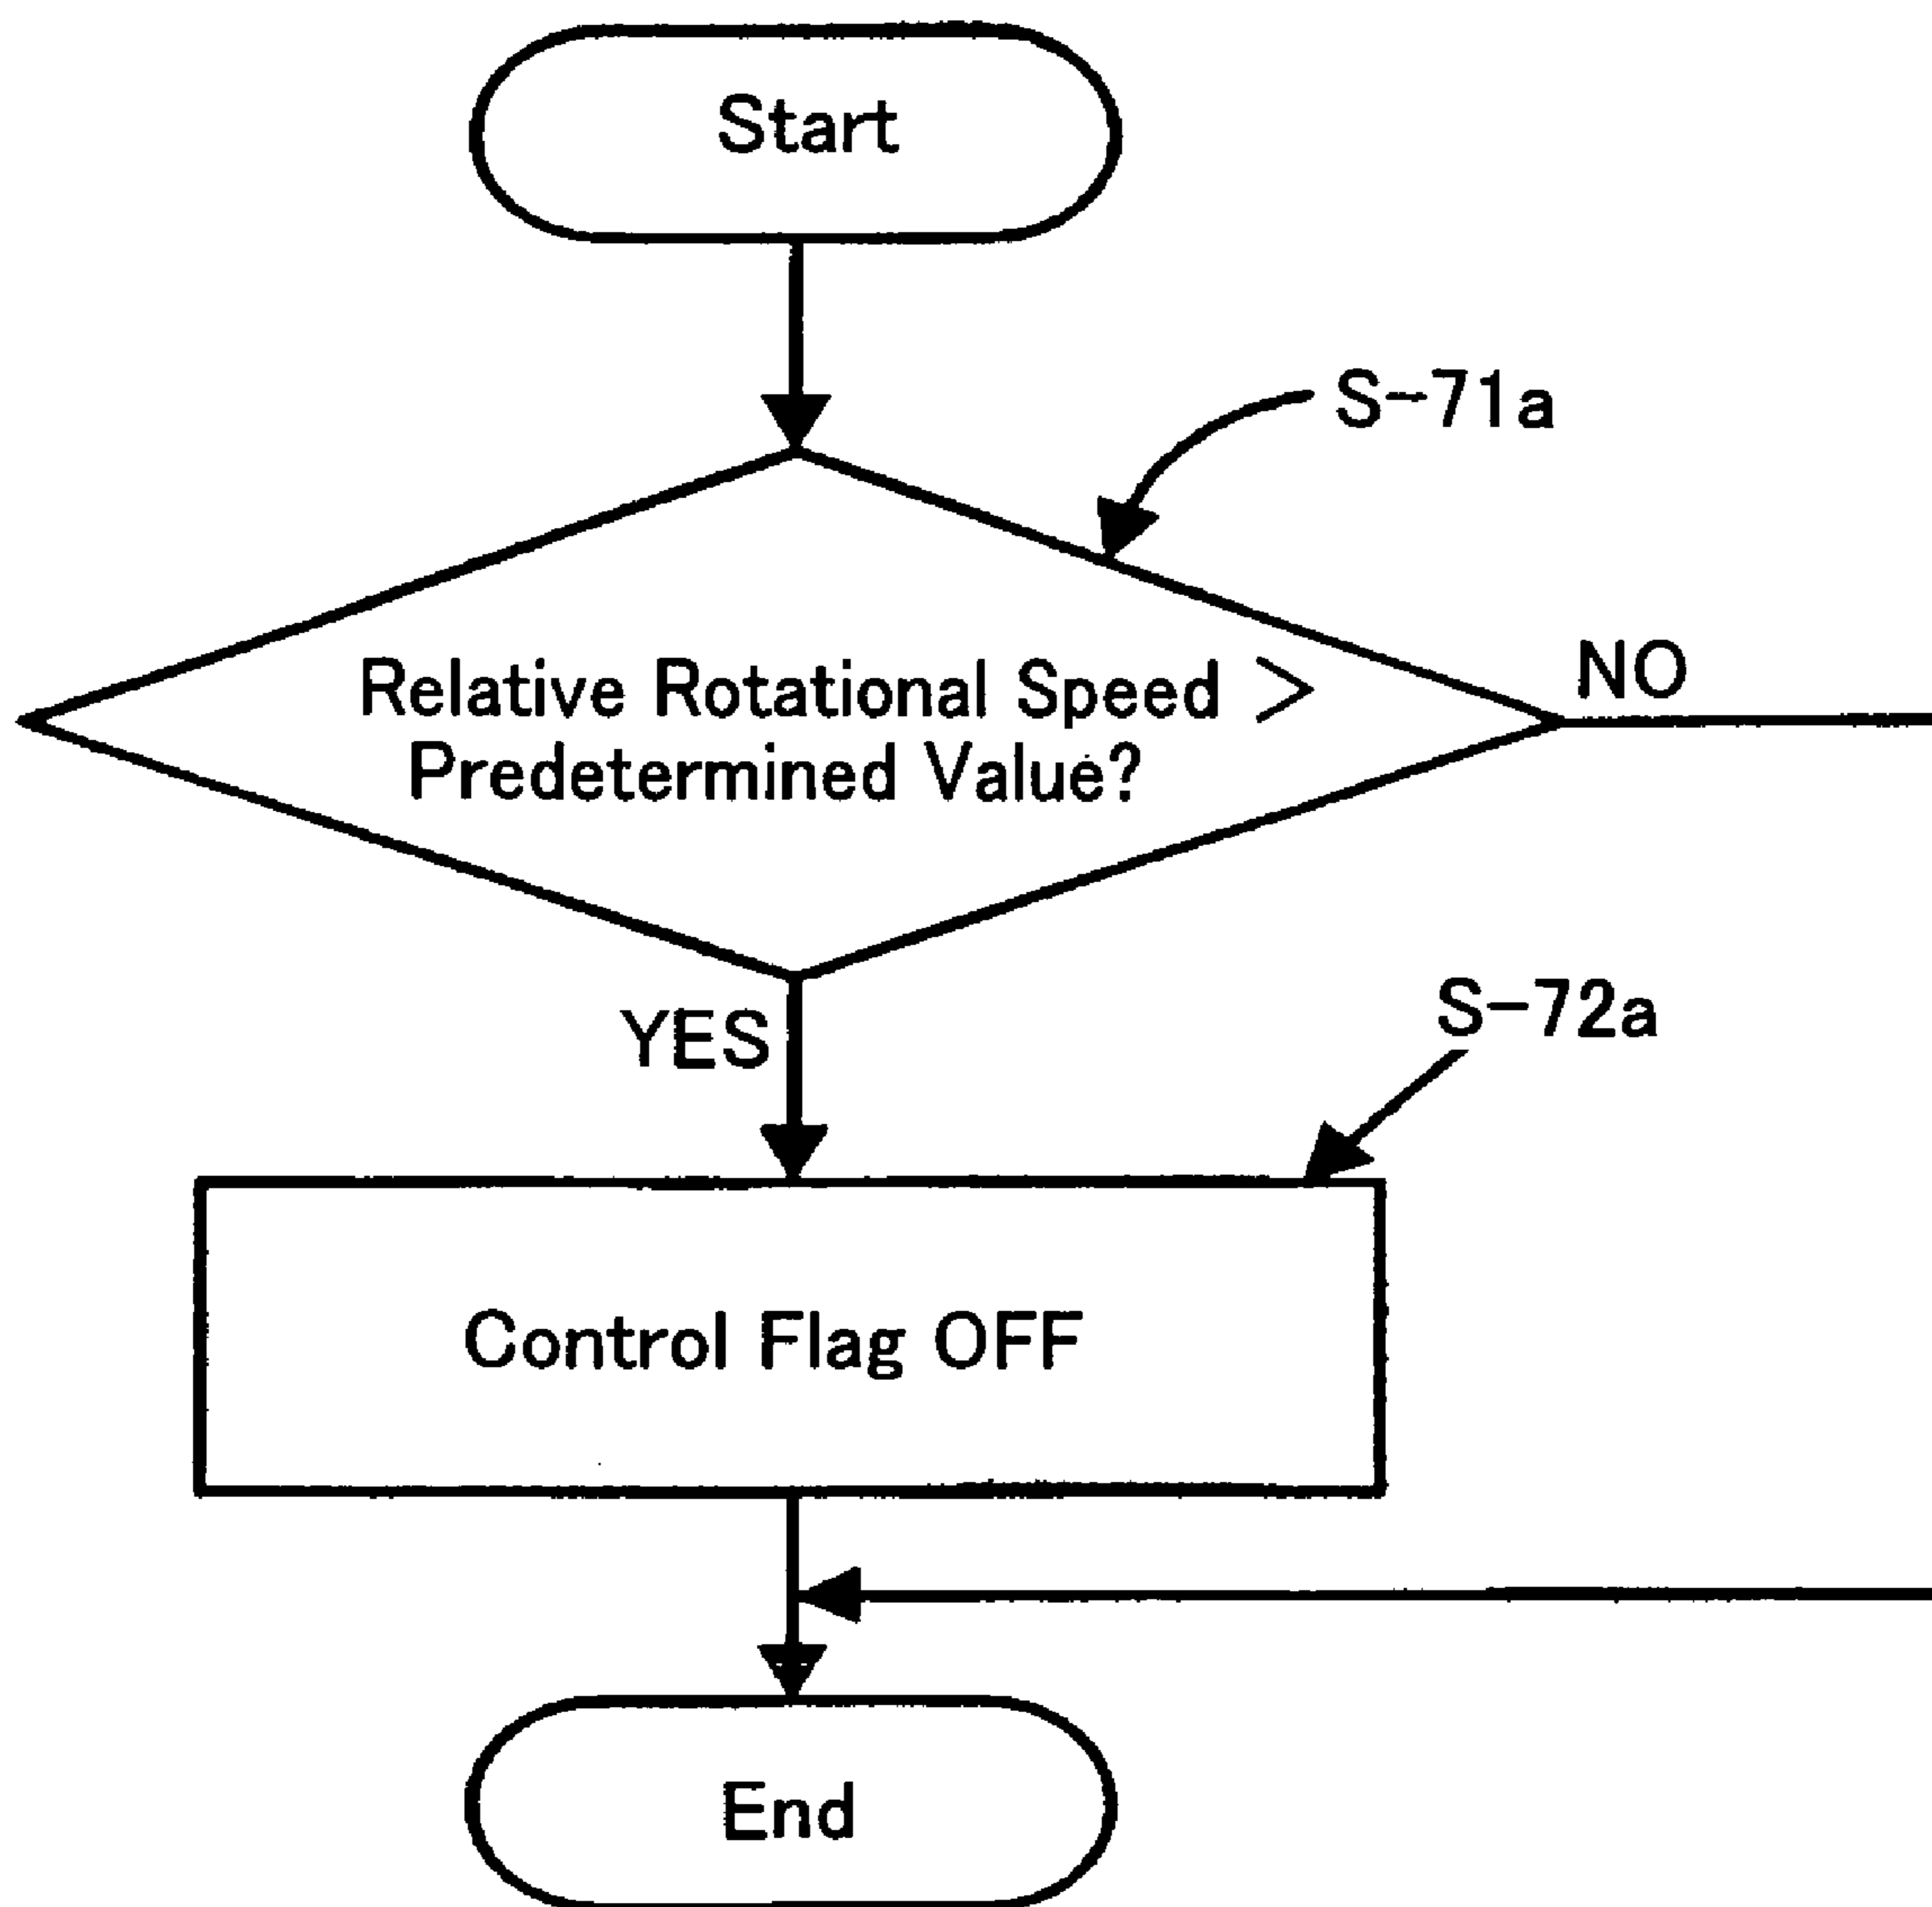 Start
S-71a
Relative Rotational Speed >
Predetermined Value?
NO
YES
S-72a
Control Flag OFF
End